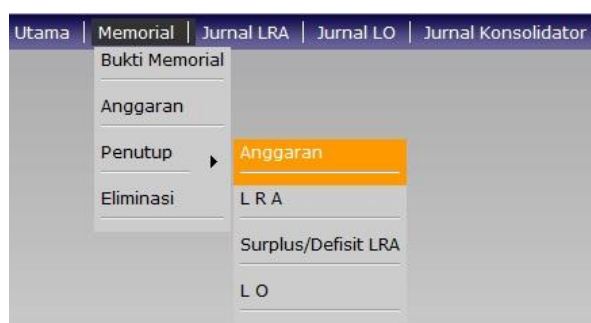 Utama | Memorial | Jurnal LRA | Jurnal LO | Jurnal Konsolidator
Bukti Memorial
Anggaran
Penutup
Eliminasi
Anggaran
L R A
Surplus/Defisit LRA
L O